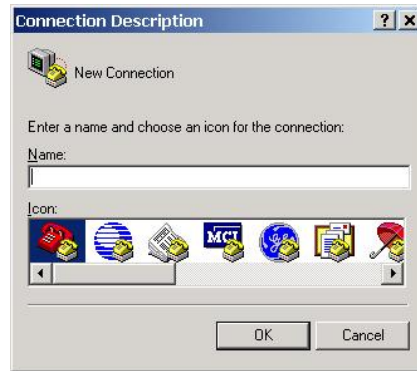 Connection Description
New Connection
Enter a name and choose an icon for the connection:
Name:
Icon:
MCI
OK Cancel